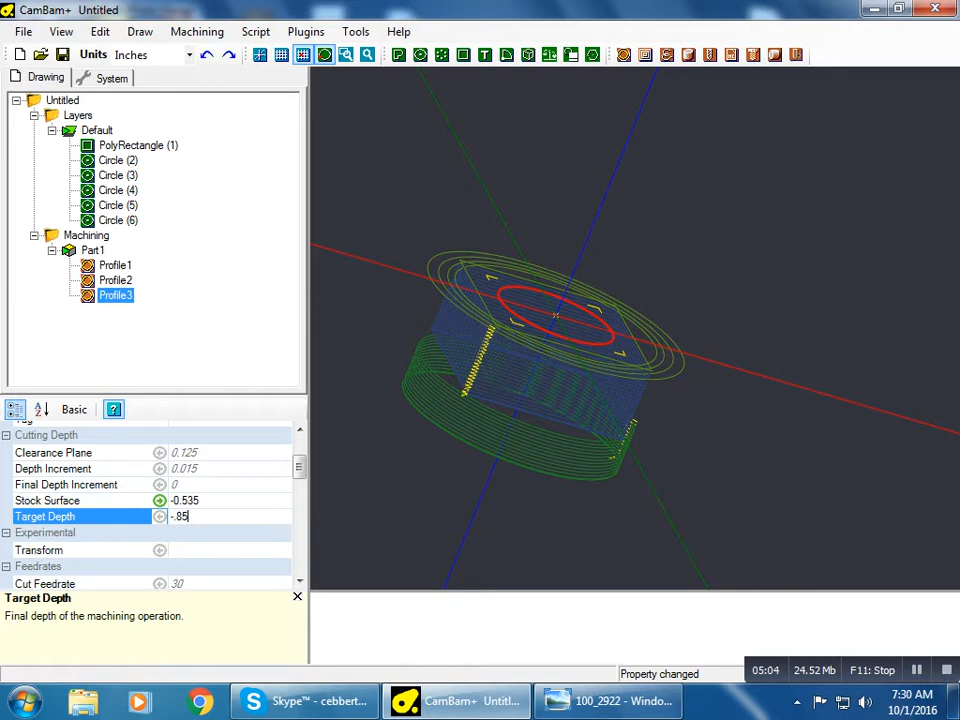 CamBam+ Untitled
File View Edit Draw Machining Script Plugins Tools Help
Units Inches
Drawing System
Untitled
Layers
Default
PolyRectangle (1)
Circle (2)
Circle (3)
Circle (4)
Circle (5)
Circle (6)
Machining
Part1
Profile1
Profile2
Profile3
Basic
Cutting Depth
Clearance Plane 0.125
Depth Increment 0.015
Final Depth Increment 0
Stock Surface -0.535
Target Depth -.85
Experimental
Transform
Feedrates
Cut Feedrate 30
Target Depth
Final depth of the machining operation.
Property changed
05:04 24.52 Mb F11: Stop
Skype™ - cebbert...
CamBam+ Untitl...
100_2922 - Windo...
7:30 AM
10/1/2016